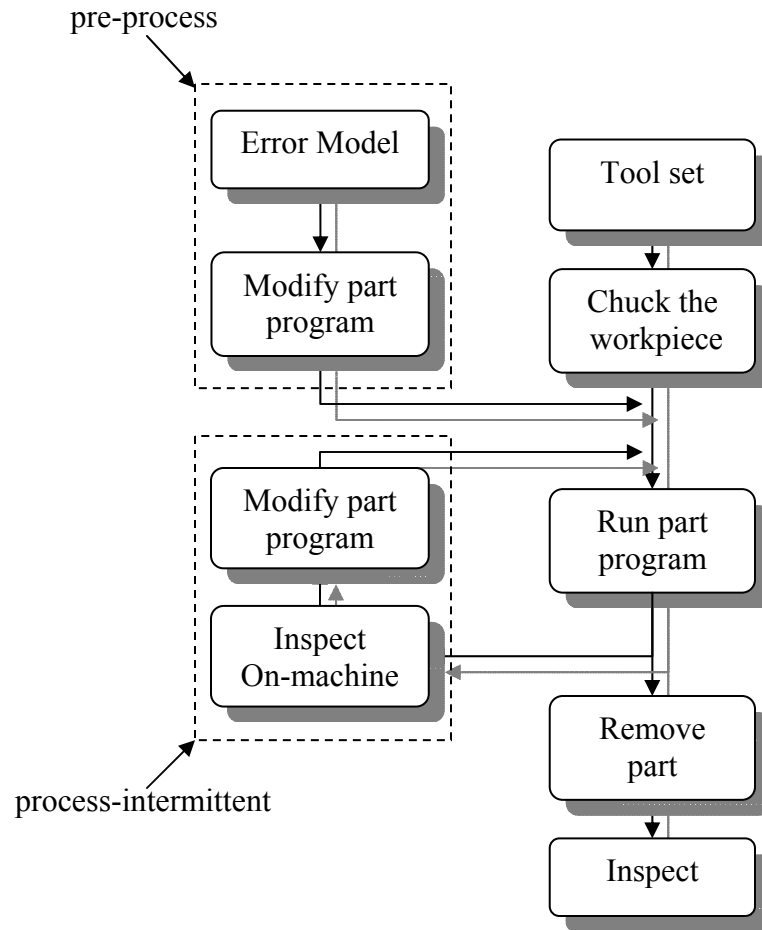 pre-process
Error Model
Modify part
program
Tool set
Chuck the
workpiece
Modify part
program
Inspect
On-machine
Run part
program
Remove
part
Inspect
process-intermittent